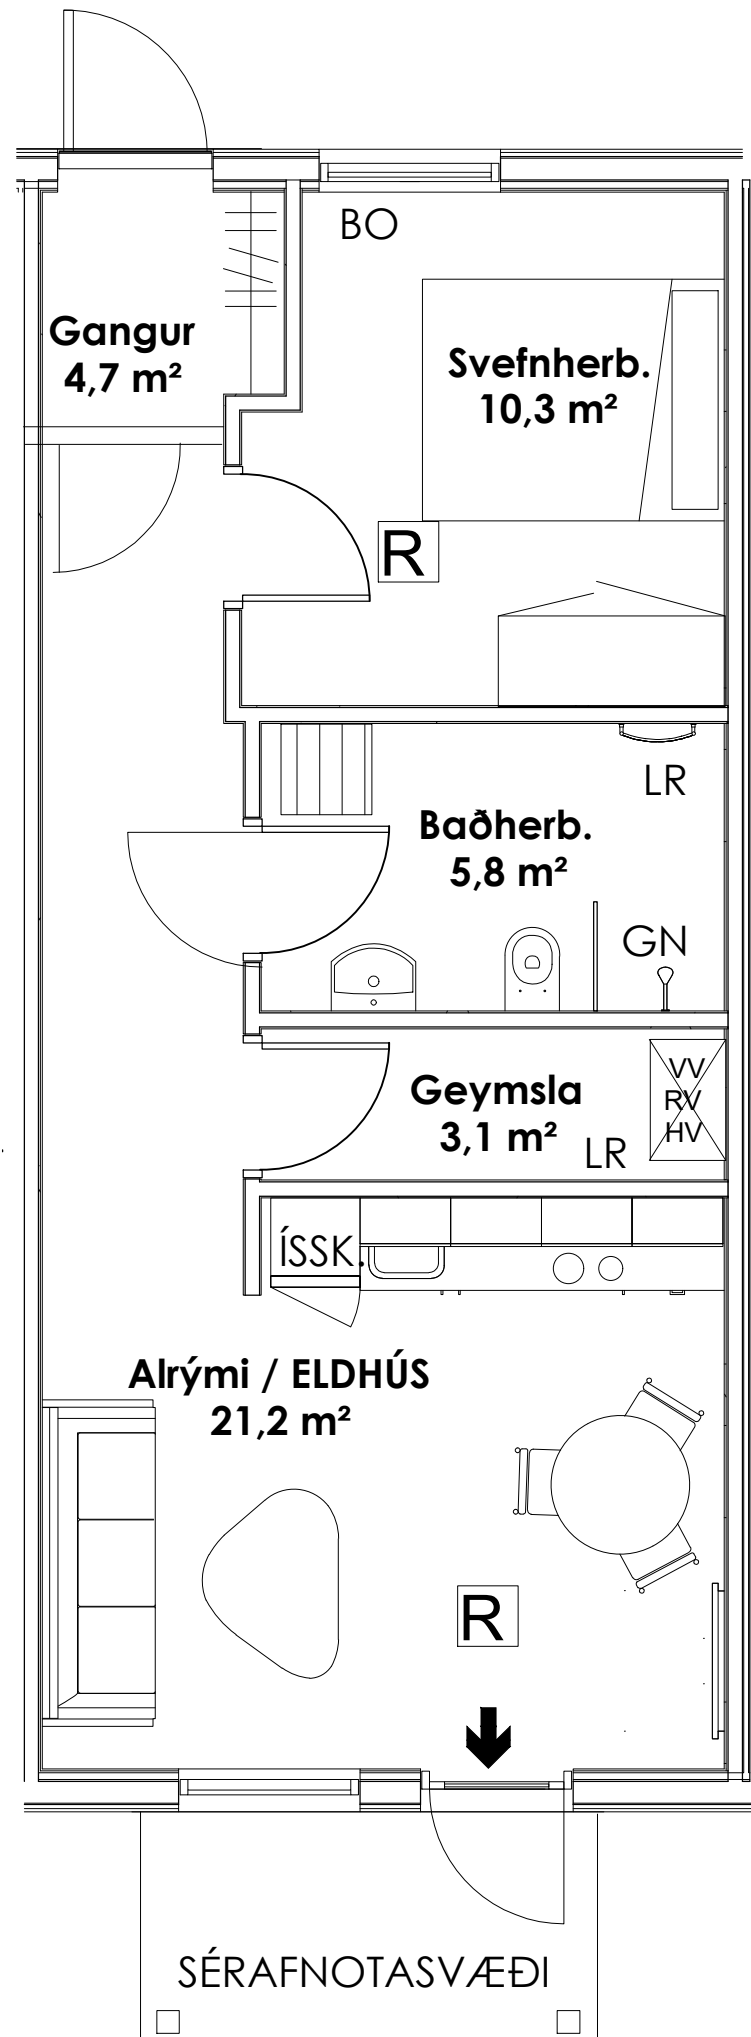 BO
Gangur
4,7 m²
Svefnherb.
10,3 m²
R
LR
Baðherb.
5,8 m²
GN
Geymsla
3,1 m²
VV
RV
HV
LR
ÍSSK.
Alrými / ELDHÚS
21,2 m²
R
SÉRAFNOTASVÆÐI